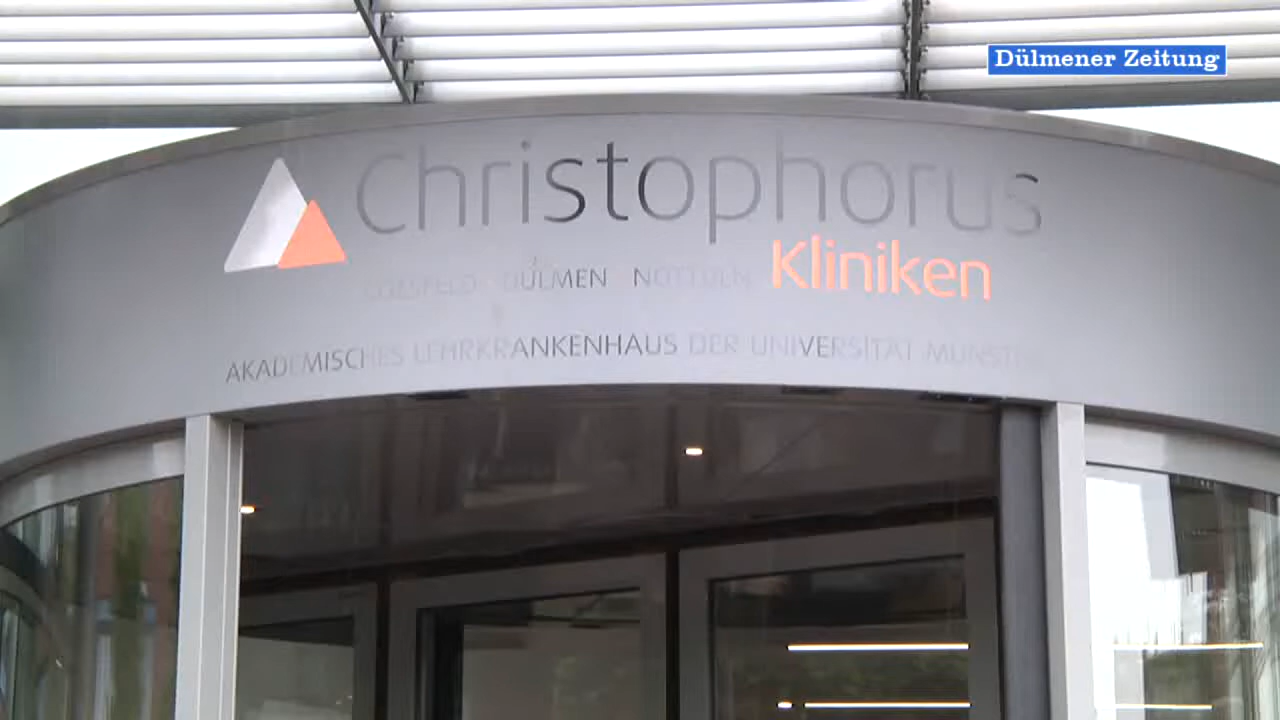 Dülmener Zeitung
Christophorus
Kliniken
COESFELD DÜLMEN NOTTULN
AKADEMISCHES LEHRKRANKENHAUS DER UNIVERSITÄT MÜNSTER